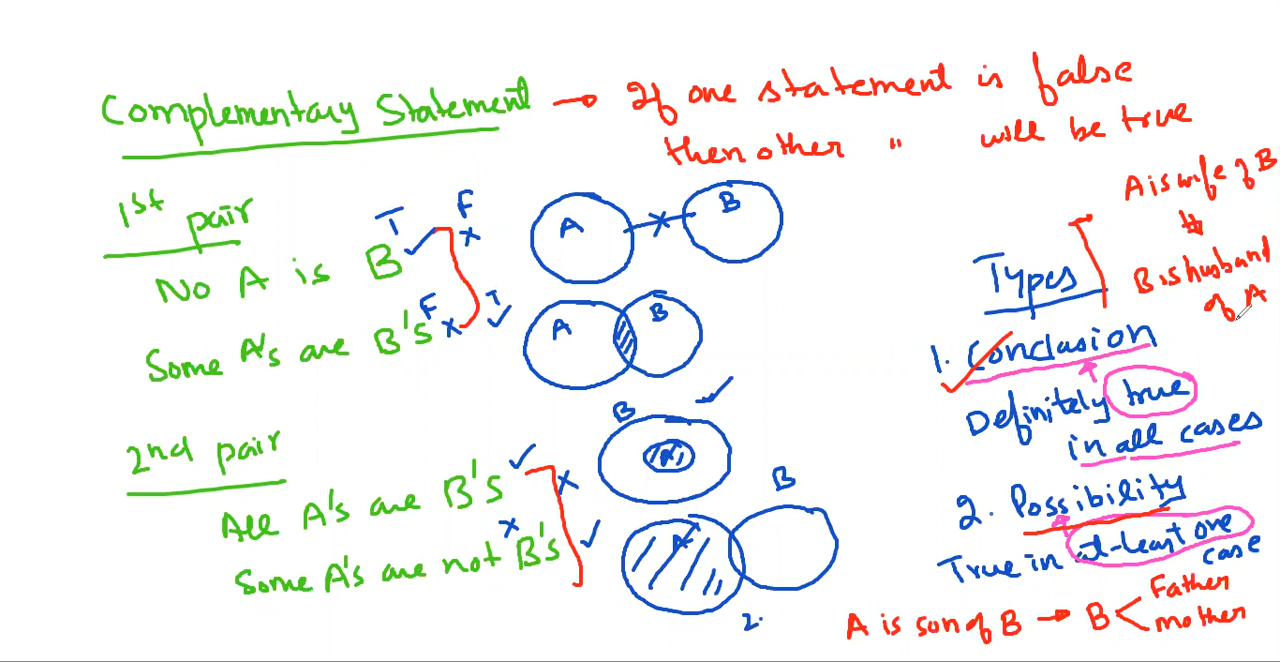 Complementary Statement → If one statement is false
then other " will be true
1st pair
T F
✓ ×
No A is B
F T
× ✓
Some A's are B's
A × B
A B
2nd pair
B ✓
A
All A's are B's ✓ ×
Some A's are not B's × ✓
B
A
2.
A is wife of B
Types
B is husband
of A
1. Conclusion
✓
Definitely true
in all cases
2. Possibility
True in at-least one
case
A is son of B → B < Father
mother